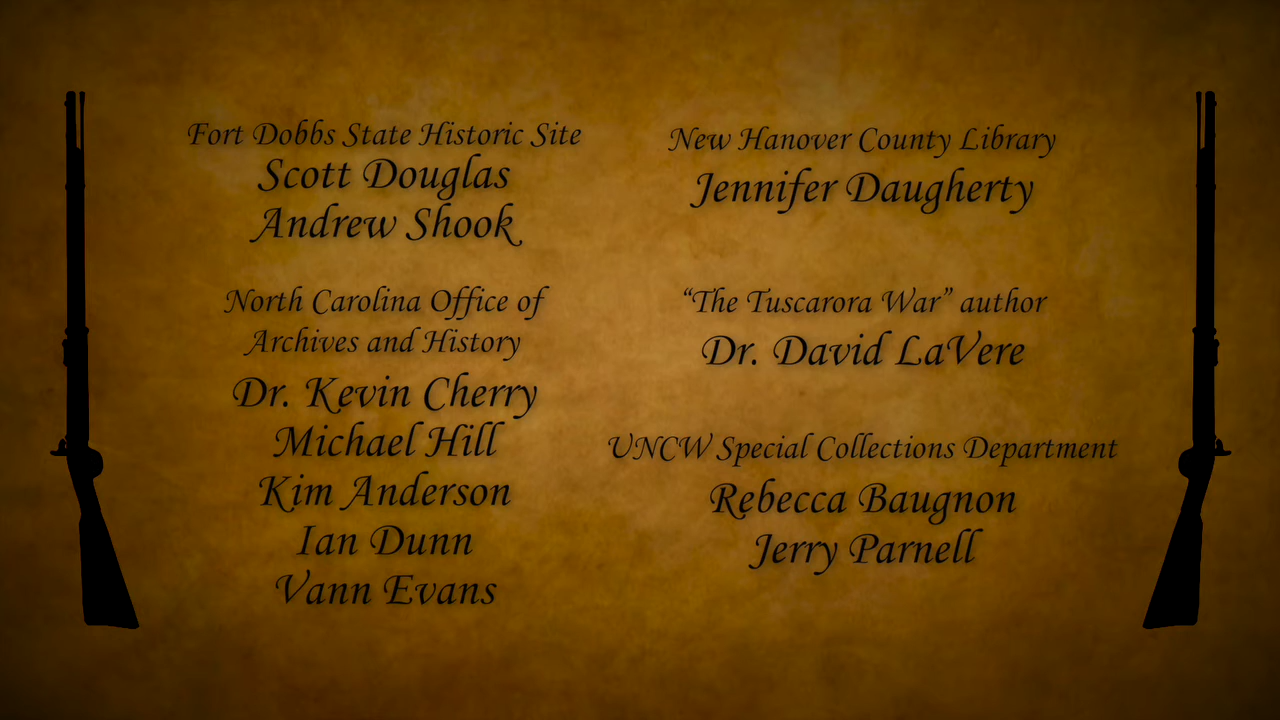 Fort Dobbs State Historic Site
Scott Douglas
Andrew Shook
North Carolina Office of
Archives and History
Dr. Kevin Cherry
Michael Hill
Kim Anderson
Ian Dunn
Vann Evans
New Hanover County Library
Jennifer Daugherty
“The Tuscarora War” author
Dr. David LaVere
UNCW Special Collections Department
Rebecca Baugnon
Jerry Parnell